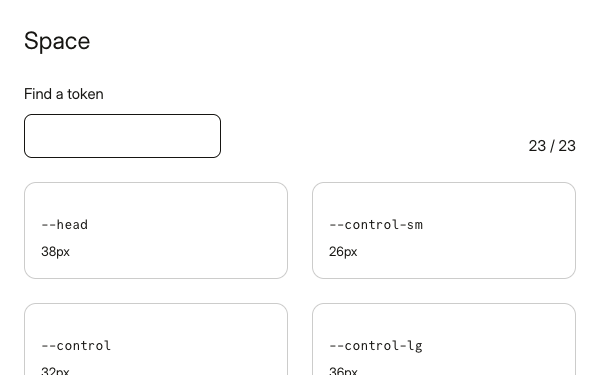 Space
Find a token
23 / 23
--head
38px
--control-sm
26px
--control
32px
--control-lg
36px